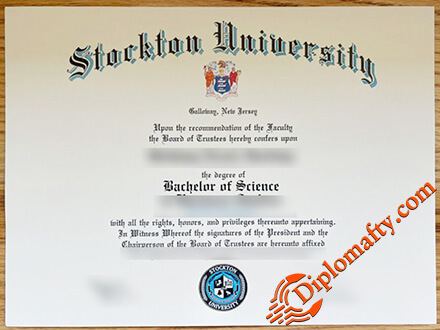 Stockton University
Galloway, New Jersey
Upon the recommendation of the Faculty
the Board of Trustees hereby confers upon
the degree of
Bachelor of Science
with all the rights, honors, and privileges thereunto appertaining.
In Witness Whereof the signatures of the President and the
Chairperson of the Board of Trustees are hereunto affixed
STOCKTON
UNIVERSITY
Diplomafty.com